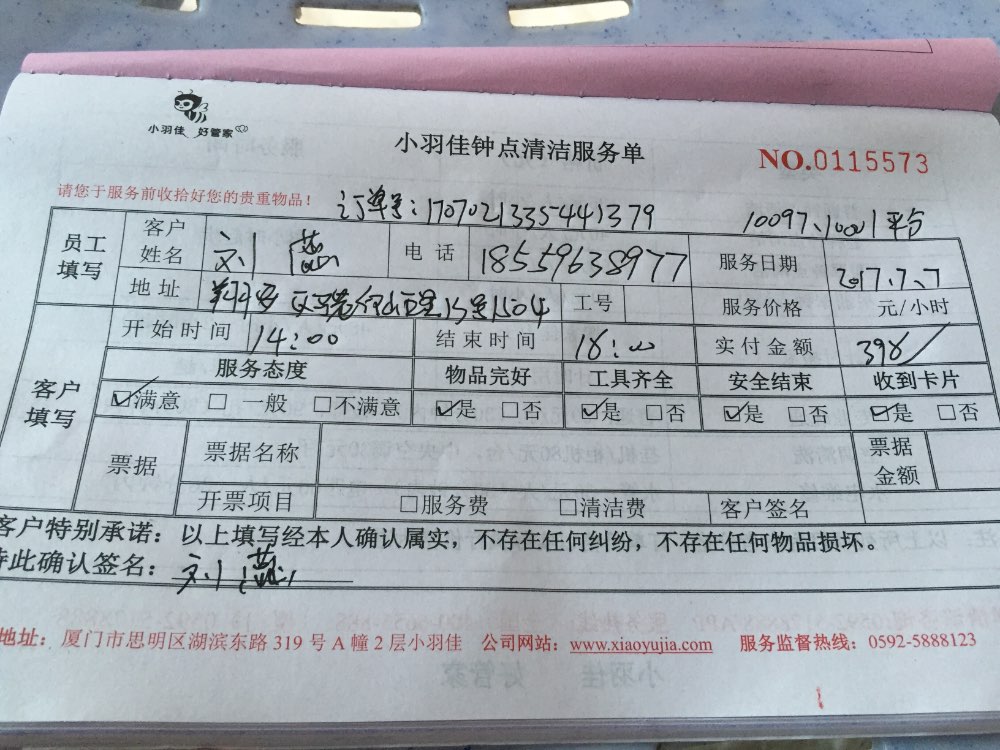 小羽佳 好管家
小羽佳钟点清洁服务单
NO.0115573
请您于服务前收拾好您的贵重物品!
订单号:1707021335441379
10097、10001平台
员工填写 客户姓名 刘 电话 18559638977 服务日期 2017.7.7
地址 翔安 工号 服务价格 元/小时
客户填写 开始时间 14:00 结束时间 18:00 实付金额 398
服务态度 物品完好 工具齐全 安全结束 收到卡片
☑满意 □一般 □不满意 ☑是 □否 ☑是 □否 ☑是 □否 ☑是 □否
票据 票据名称 票据金额
开票项目 □服务费 □清洁费 客户签名
客户特别承诺:以上填写经本人确认属实,不存在任何纠纷,不存在任何物品损坏。
特此确认签名:刘
地址:厦门市思明区湖滨东路 319 号 A 幢 2 层小羽佳 公司网站:www.xiaoyujia.com 服务监督热线:0592-5888123